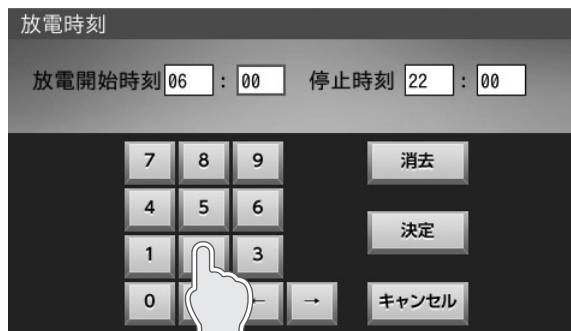 放電時刻
放電開始時刻 06 : 00 停止時刻 22 : 00
7 8 9 消去
4 5 6
決定
1 3
0 ← → キャンセル